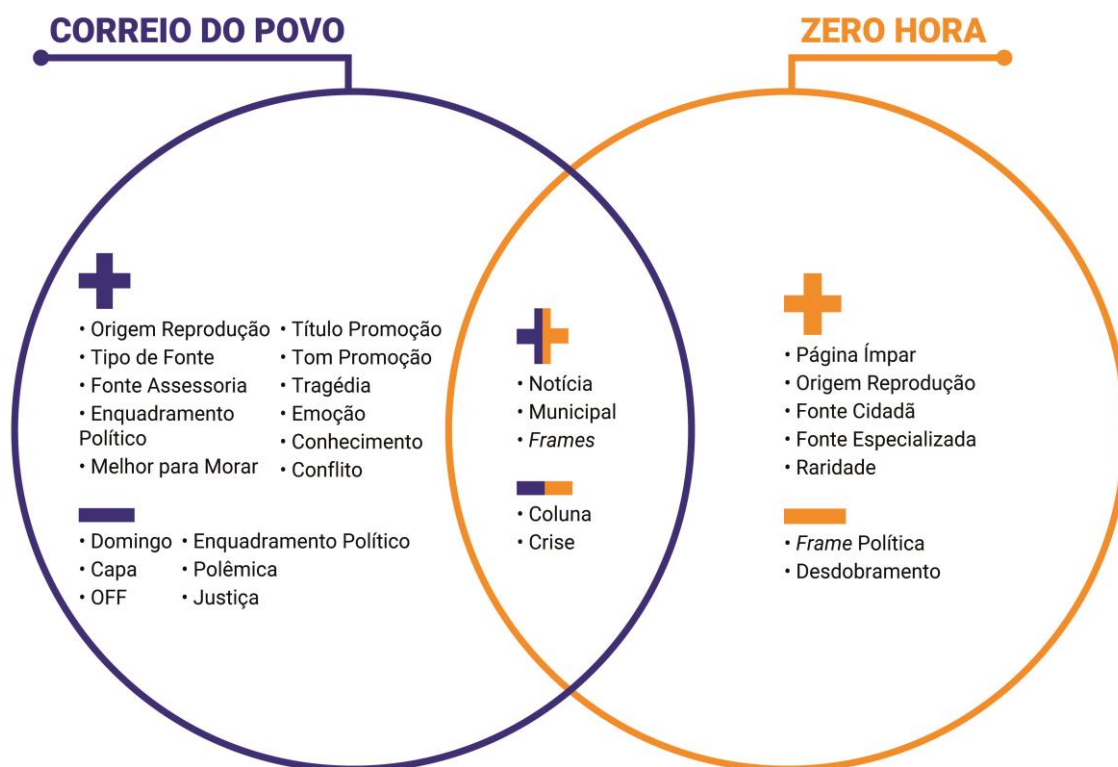 CORREIO DO POVO
ZERO HORA
• Origem Reprodução
• Tipo de Fonte
• Fonte Assessoria
• Enquadramento
Político
• Melhor para Morar
• Título Promoção
• Tom Promoção
• Tragédia
• Emoção
• Conhecimento
• Conflito
• Domingo
• Capa
• OFF
• Enquadramento Político
• Polêmica
• Justiça
• Notícia
• Municipal
• Frames
• Coluna
• Crise
• Página Ímpar
• Origem Reprodução
• Fonte Cidadã
• Fonte Especializada
• Raridade
• Frame Política
• Desdobramento